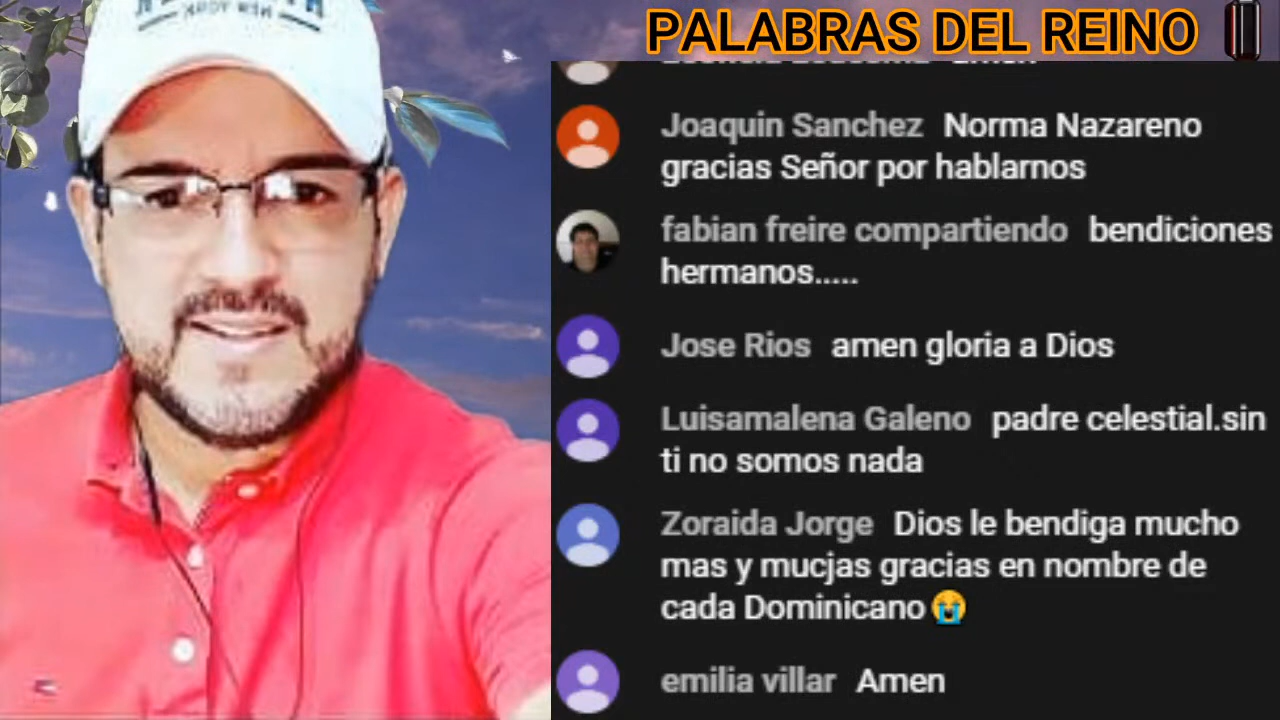 PALABRAS DEL REINO
NEW YORK
Joaquin Sanchez Norma Nazareno
gracias Señor por hablarnos
fabian freire compartiendo bendiciones
hermanos.....
Jose Rios amen gloria a Dios
Luisamalena Galeno padre celestial.sin
ti no somos nada
Zoraida Jorge Dios le bendiga mucho
mas y mucjas gracias en nombre de
cada Dominicano😭
emilia villar Amen